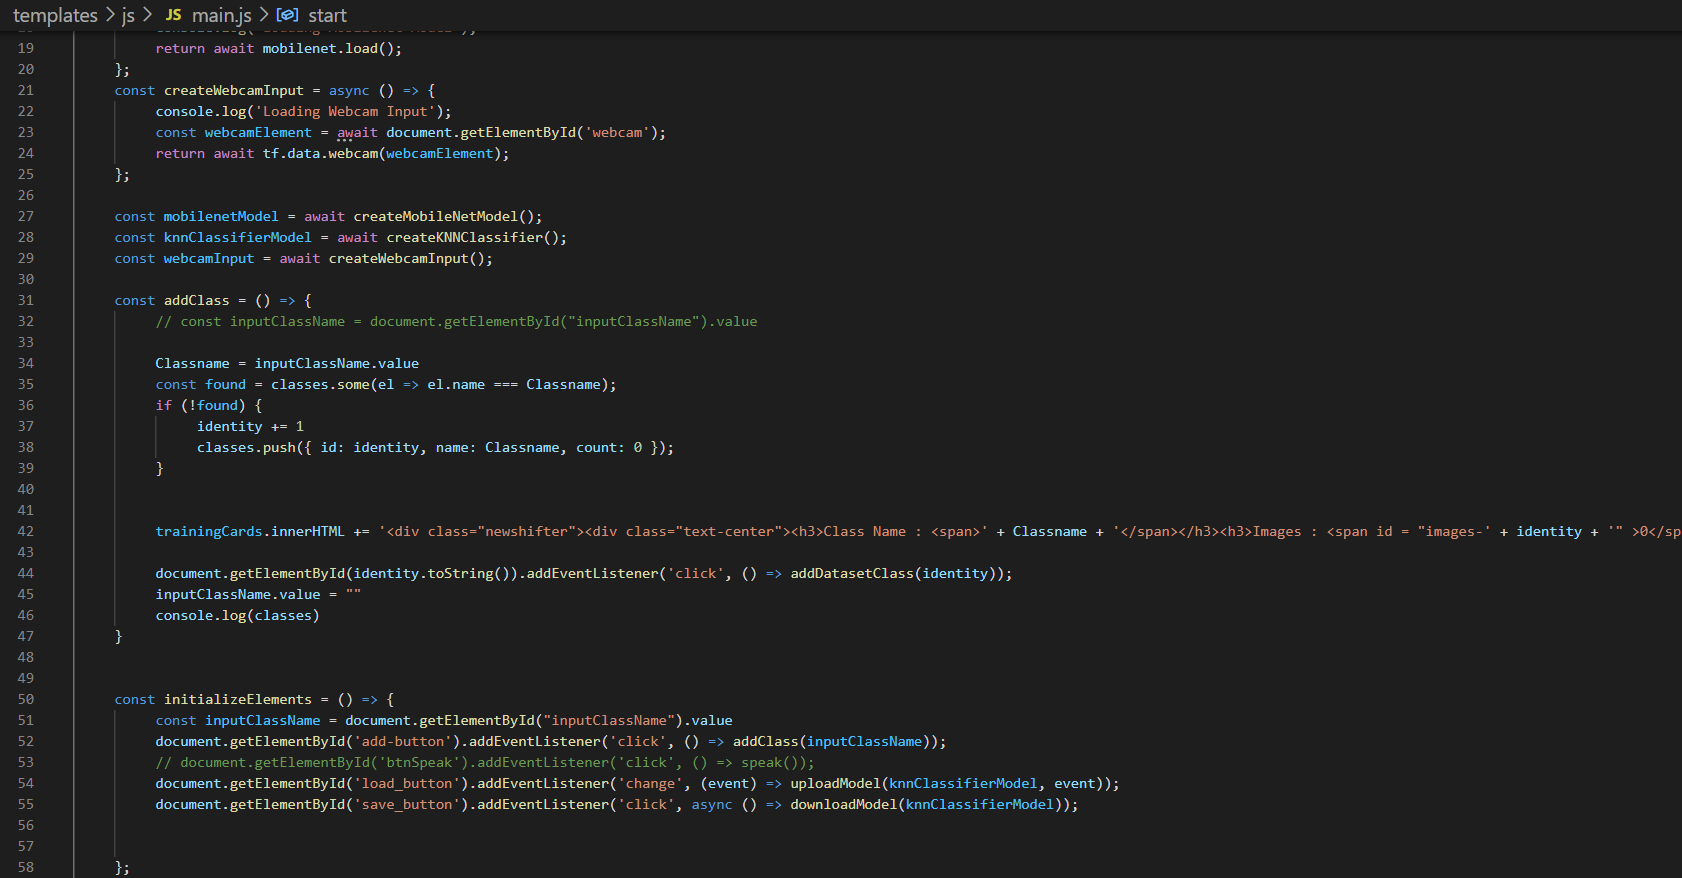 templates > js > JS main.js > start
19 return await mobilenet.load();
20 };
21 const createWebcamInput = async () => {
22 console.log('Loading Webcam Input');
23 const webcamElement = await document.getElementById('webcam');
24 return await tf.data.webcam(webcamElement);
25 };
26
27 const mobilenetModel = await createMobileNetModel();
28 const knnClassifierModel = await createKNNClassifier();
29 const webcamInput = await createWebcamInput();
30
31 const addClass = () => {
32 // const inputClassName = document.getElementById("inputClassName").value
33
34 Classname = inputClassName.value
35 const found = classes.some(el => el.name === Classname);
36 if (!found) {
37 identity += 1
38 classes.push({ id: identity, name: Classname, count: 0 });
39 }
40
41
42 trainingCards.innerHTML += '<div class="newshifter"><div class="text-center"><h3>Class Name : <span>' + Classname + '</span></h3><h3>Images : <span id = "images-' + identity + '" >0</sp
43
44 document.getElementById(identity.toString()).addEventListener('click', () => addDatasetClass(identity));
45 inputClassName.value = ""
46 console.log(classes)
47 }
48
49
50 const initializeElements = () => {
51 const inputClassName = document.getElementById("inputClassName").value
52 document.getElementById('add-button').addEventListener('click', () => addClass(inputClassName));
53 // document.getElementById('btnSpeak').addEventListener('click', () => speak());
54 document.getElementById('load_button').addEventListener('change', (event) => uploadModel(knnClassifierModel, event));
55 document.getElementById('save_button').addEventListener('click', async () => downloadModel(knnClassifierModel));
56
57
58 };